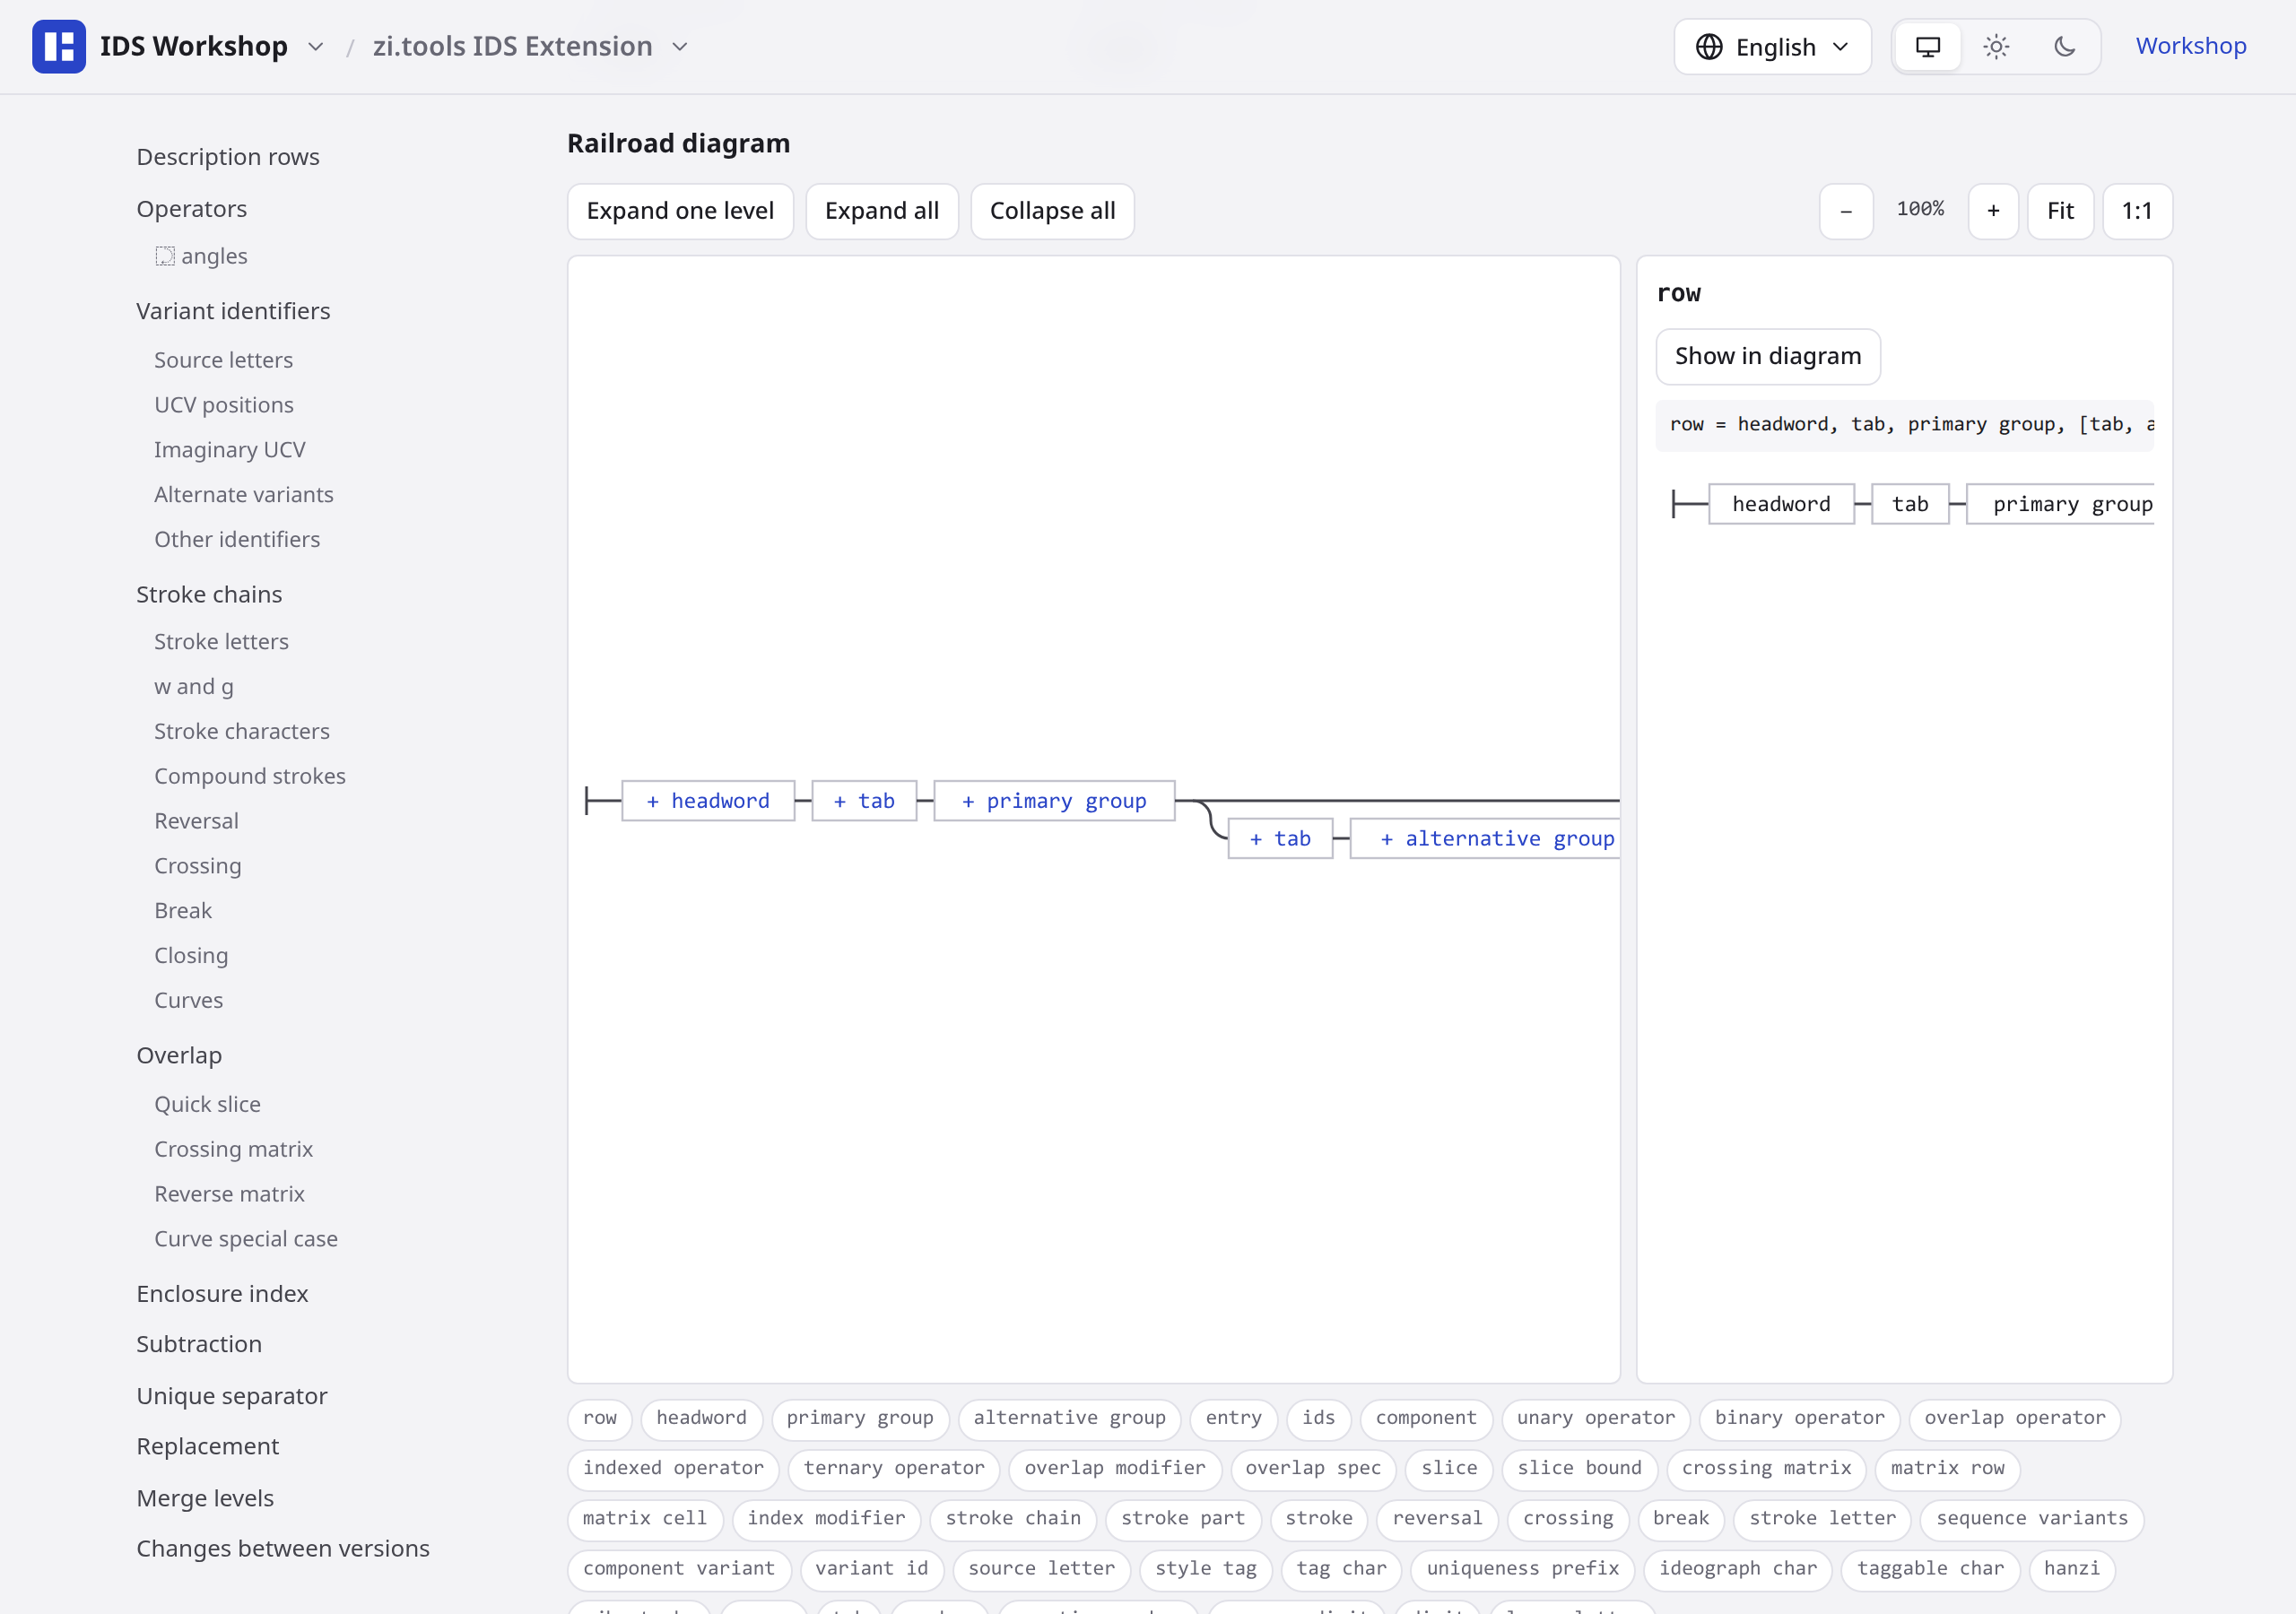 IDS Workshop / zi.tools IDS Extension English Workshop
Description rows
Operators
angles
Variant identifiers
Source letters
UCV positions
Imaginary UCV
Alternate variants
Other identifiers
Stroke chains
Stroke letters
w and g
Stroke characters
Compound strokes
Reversal
Crossing
Break
Closing
Curves
Overlap
Quick slice
Crossing matrix
Reverse matrix
Curve special case
Enclosure index
Subtraction
Unique separator
Replacement
Merge levels
Changes between versions
Railroad diagram
Expand one level Expand all Collapse all – 100% + Fit 1:1
+ headword + tab + primary group
+ tab + alternative group
row
Show in diagram
row = headword, tab, primary group, [tab, a
headword tab primary group
row headword primary group alternative group entry ids component unary operator binary operator overlap operator
indexed operator ternary operator overlap modifier overlap spec slice slice bound crossing matrix matrix row
matrix cell index modifier stroke chain stroke part stroke reversal crossing break stroke letter sequence variants
component variant variant id source letter style tag tag char uniqueness prefix ideograph char taggable char hanzi